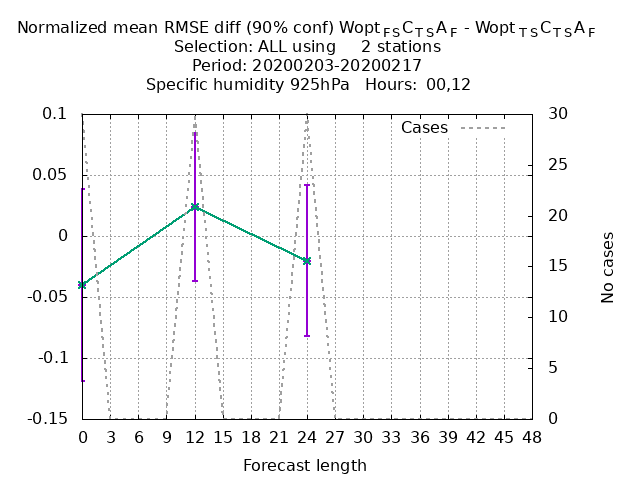 Normalized mean RMSE diff (90% conf) Wopt FS C TS A F - Wopt TS C TS A F
Selection: ALL using 2 stations
Period: 20200203-20200217
Specific humidity 925hPa Hours: 00,12
Cases
0.1
0.05
0
-0.05
-0.1
-0.15
30
25
20
15
10
5
0
No cases
0 3 6 9 12 15 18 21 24 27 30 33 36 39 42 45 48
Forecast length